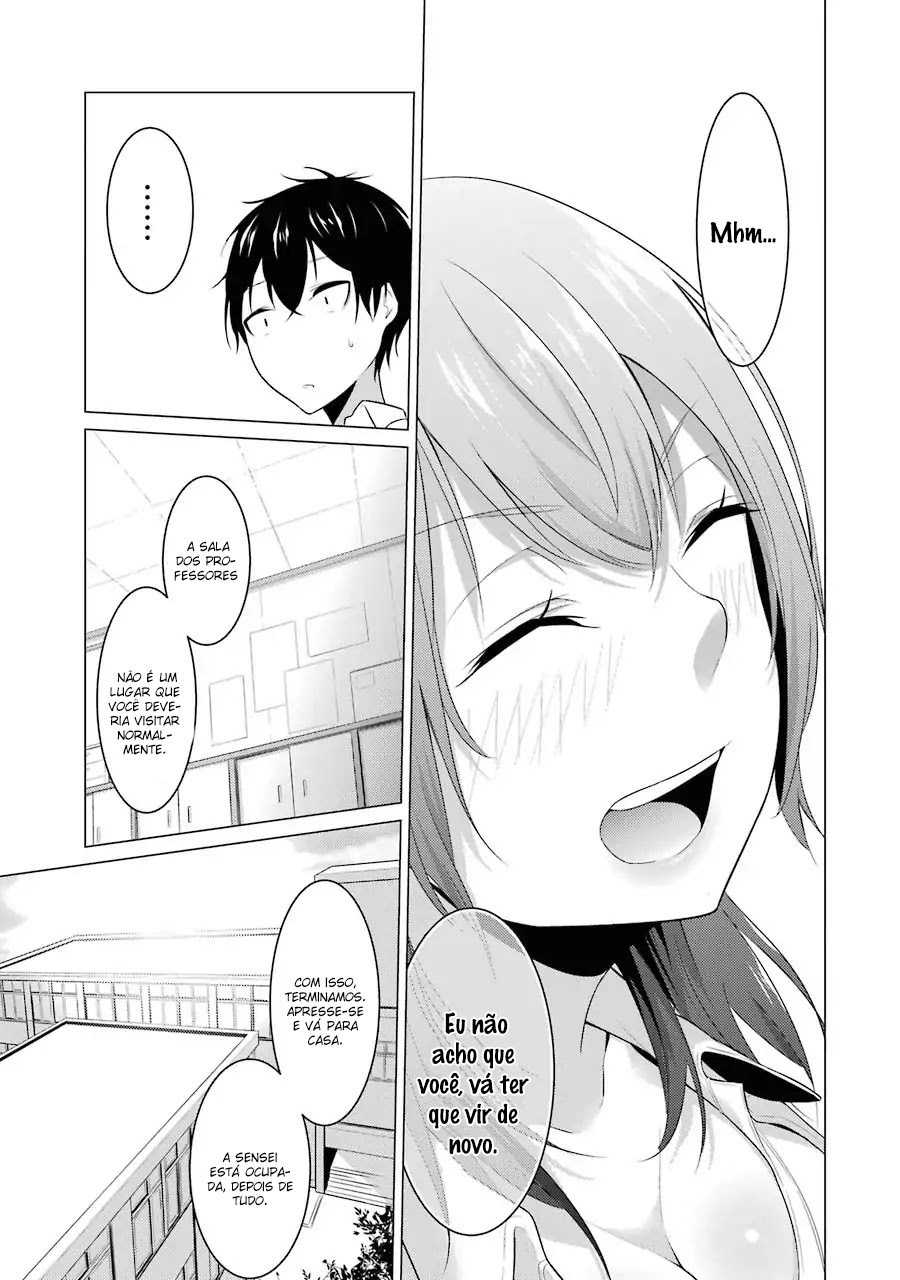 Mhm...
Eu não
acho que
você, vá ter
que vir de
novo.
......
A SALA
DOS PRO-
FESSORES
NÃO É UM
LUGAR QUE
VOCÊ DEVE-
RIA VISITAR
NORMAL-
MENTE.
COM ISSO,
TERMINAMOS.
APRESSE-SE
E VÁ PARA
CASA.
A SENSEI
ESTÁ OCUPA-
DA, DEPOIS DE
TUDO.